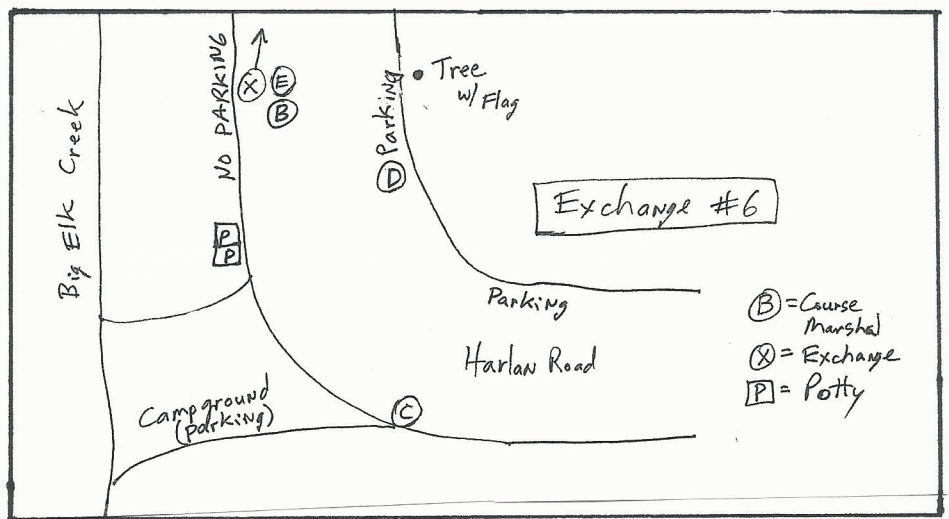 Big Elk Creek
NO PARKING
X
E
B
Parking
Tree
w/ Flag
D
Exchange #6
P
P
Parking
Harlan Road
Campground
(parking)
C
B = Course
Marshal
X = Exchange
P = Potty